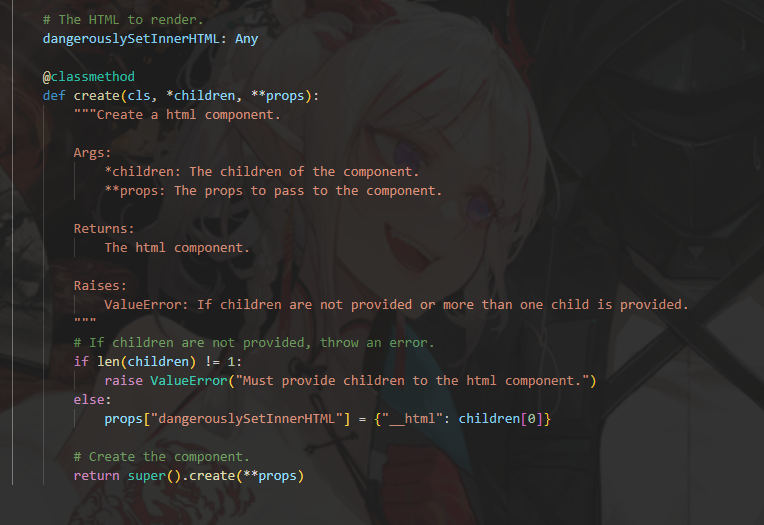 # The HTML to render.
dangerouslySetInnerHTML: Any
@classmethod
def create(cls, *children, **props):
"""Create a html component.
Args:
*children: The children of the component.
**props: The props to pass to the component.
Returns:
The html component.
Raises:
ValueError: If children are not provided or more than one child is provided.
"""
# If children are not provided, throw an error.
if len(children) != 1:
raise ValueError("Must provide children to the html component.")
else:
props["dangerouslySetInnerHTML"] = {"__html": children[0]}
# Create the component.
return super().create(**props)